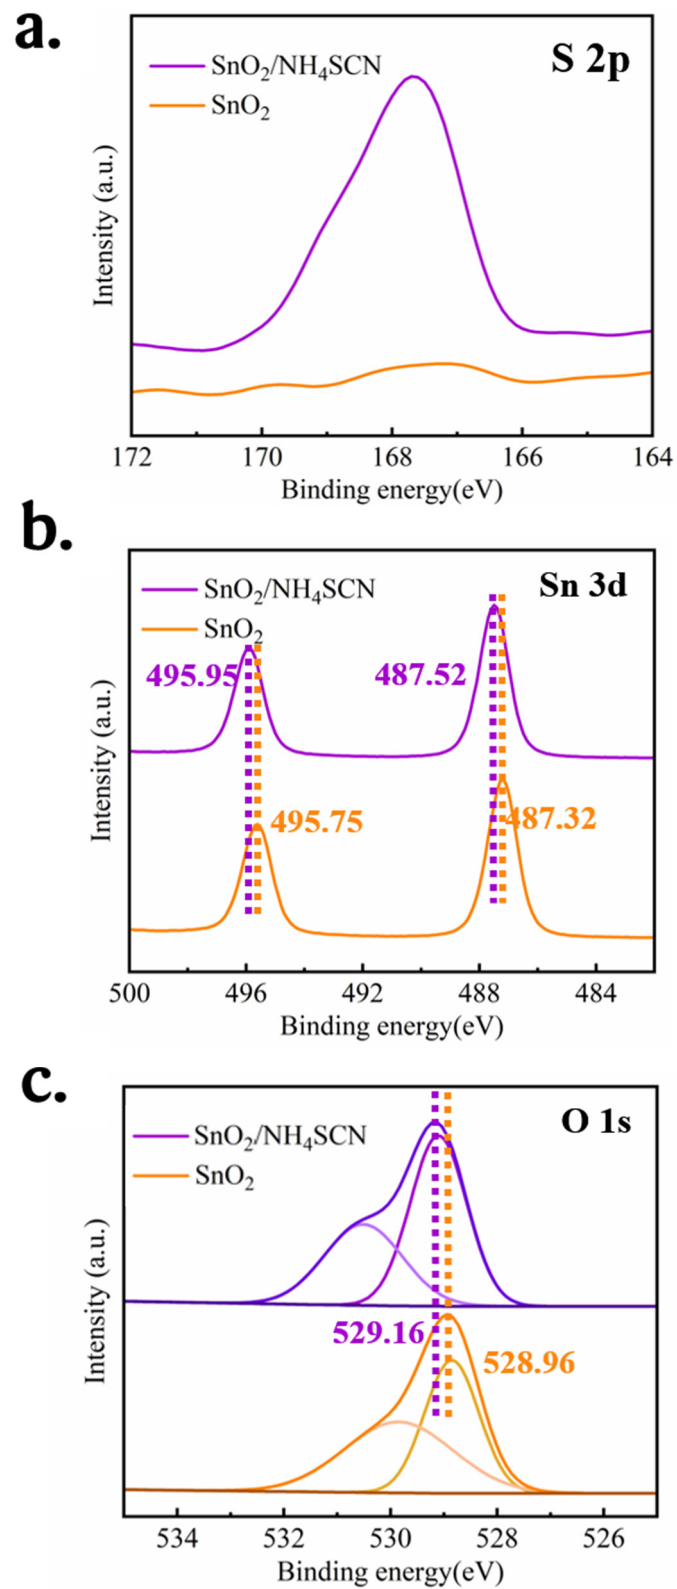 a.
S 2p
SnO₂/NH₄SCN
SnO₂
Intensity (a.u.)
172 170 168 166 164
Binding energy(eV)
b.
Sn 3d
SnO₂/NH₄SCN
SnO₂
495.95 487.52
495.75 487.32
Intensity (a.u.)
500 496 492 488 484
Binding energy(eV)
c.
O 1s
SnO₂/NH₄SCN
SnO₂
529.16
528.96
Intensity (a.u.)
534 532 530 528 526
Binding energy(eV)